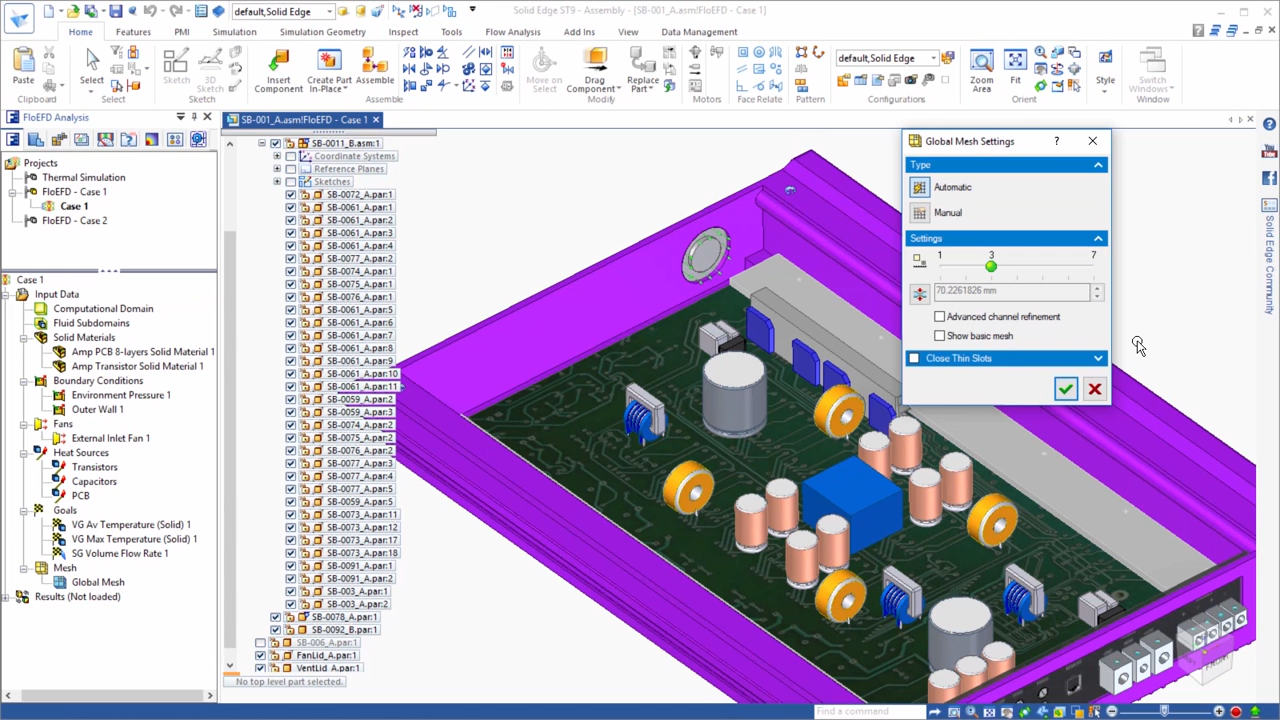 default,Solid Edge
Solid Edge ST9 - Assembly - [SB-001_A.asm!FloEFD - Case 1]
Home
Features
PMI
Simulation
Simulation Geometry
Inspect
Tools
FloEFD Analysis
Add Ins
View
Data Management
Paste
Select
Sketch
3D Sketch
Insert Component
Create Part In-Place
Assemble
Move on Select
Drag Component
Replace Part
default,Solid Edge
Zoom Area
Fit
Style
Switch Windows
Clipboard
Select
Sketch
Assemble
Modify
Face Relate
Motors
Pattern
Configurations
Orient
Window
FloEFD Analysis
SB-001_A.asm!FloEFD - Case 1
Projects
Thermal Simulation
FloEFD - Case 1
Case 1
FloEFD - Case 2
Case 1
Input Data
Computational Domain
Fluid Subdomains
Solid Materials
Amp PCB 8-layers Solid Material 1
Amp Transistor Solid Material 1
Boundary Conditions
Environment Pressure 1
Outer Wall 1
Fans
External Inlet Fan 1
Heat Sources
Transistors
Capacitors
PCB
Goals
VG Av Temperature (Solid) 1
VG Max Temperature (Solid) 1
SG Volume Flow Rate 1
Mesh
Global Mesh
Results (Not loaded)
SB-0011_B.asm:1
Coordinate Systems
Reference Planes
Sketches
SB-0072_A.par:1
SB-0061_A.par:1
SB-0061_A.par:2
SB-0061_A.par:3
SB-0061_A.par:4
SB-0077_A.par:2
SB-0074_A.par:1
SB-0075_A.par:1
SB-0076_A.par:1
SB-0061_A.par:5
SB-0061_A.par:6
SB-0061_A.par:7
SB-0061_A.par:8
SB-0061_A.par:9
SB-0061_A.par:10
SB-0061_A.par:11
SB-0059_A.par:2
SB-0059_A.par:3
SB-0074_A.par:2
SB-0075_A.par:2
SB-0076_A.par:2
SB-0077_A.par:3
SB-0077_A.par:4
SB-0077_A.par:5
SB-0059_A.par:5
SB-0073_A.par:11
SB-0073_A.par:12
SB-0073_A.par:17
SB-0073_A.par:18
SB-0091_A.par:1
SB-0091_A.par:2
SB-003_A.par:1
SB-003_A.par:2
SB-0078_A.par:1
SB-0092_B.par:1
SB-006_A.par:1
FanLid_A.par:1
VentLid_A.par:1
No top level part selected.
Global Mesh Settings
?
Type
Automatic
Manual
Settings
1
3
7
70.2261826 mm
Advanced channel refinement
Show basic mesh
Close Thin Slots
You Tube
Solid Edge Community
Find a command